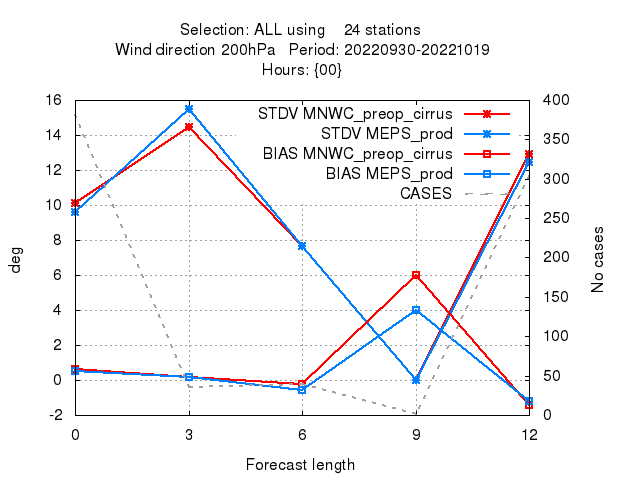 Selection: ALL using    24 stations
Wind direction 200hPa   Period: 20220930-20221019
Hours: {00}
STDV MNWC_preop_cirrus
STDV MEPS_prod
BIAS MNWC_preop_cirrus
BIAS MEPS_prod
CASES
16
14
12
10
8
6
4
2
0
-2
400
350
300
250
200
150
100
50
0
deg
No cases
0 3 6 9 12
Forecast length